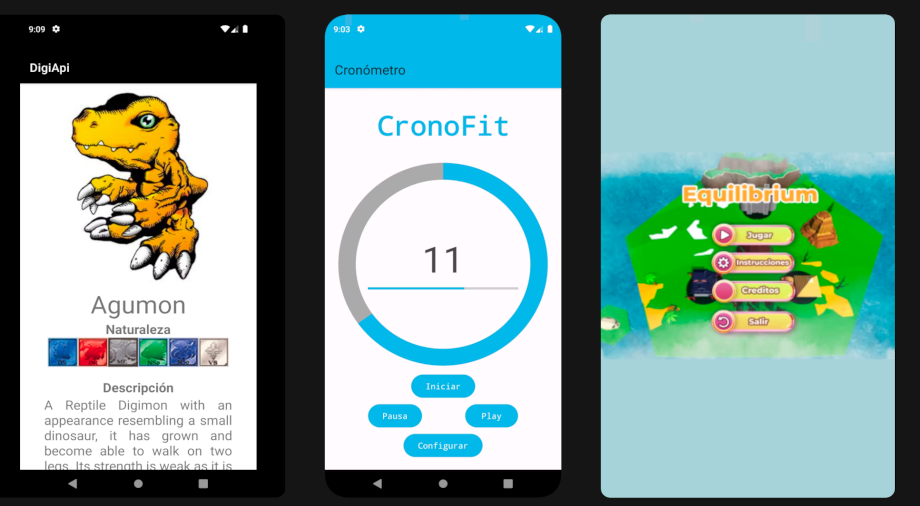 9:09
DigiApi
Agumon
Naturaleza
Descripción
A Reptile Digimon with an
appearance resembling a small
dinosaur, it has grown and
become able to walk on two
legs. Its strength is weak as it is
9:03
Cronómetro
CronoFit
11
Iniciar
Pausa
Play
Configurar
Equilibrium
Jugar
Instrucciones
Creditos
Salir